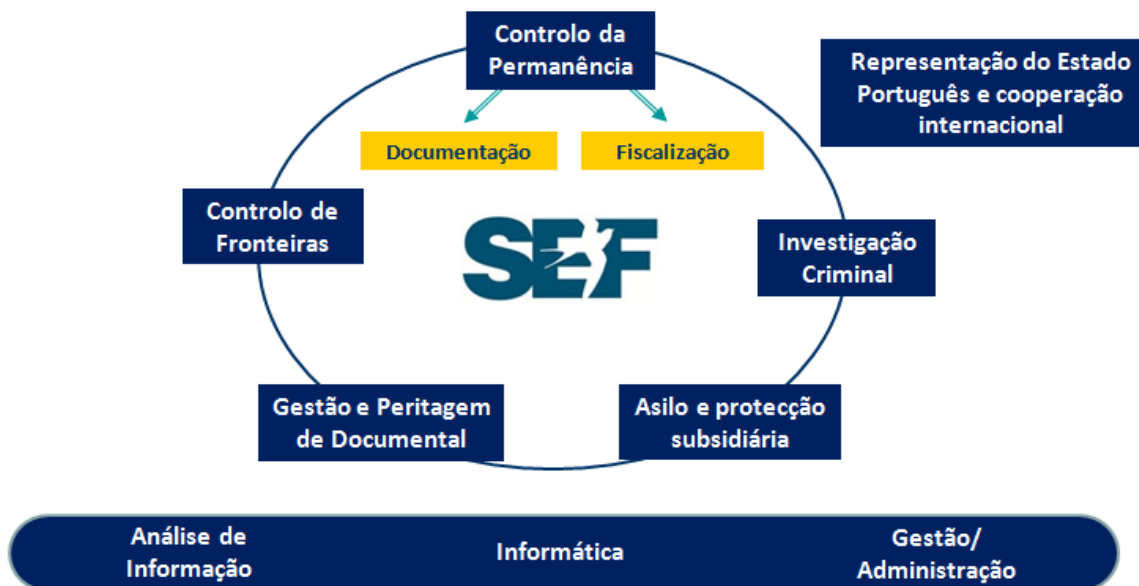 Controlo da
Permanência
Representação do Estado
Português e cooperação
internacional
Documentação
Fiscalização
Controlo de
Fronteiras
SEF
Investigação
Criminal
Gestão e Peritagem
de Documental
Asilo e protecção
subsidiária
Análise de
Informação
Informática
Gestão/
Administração